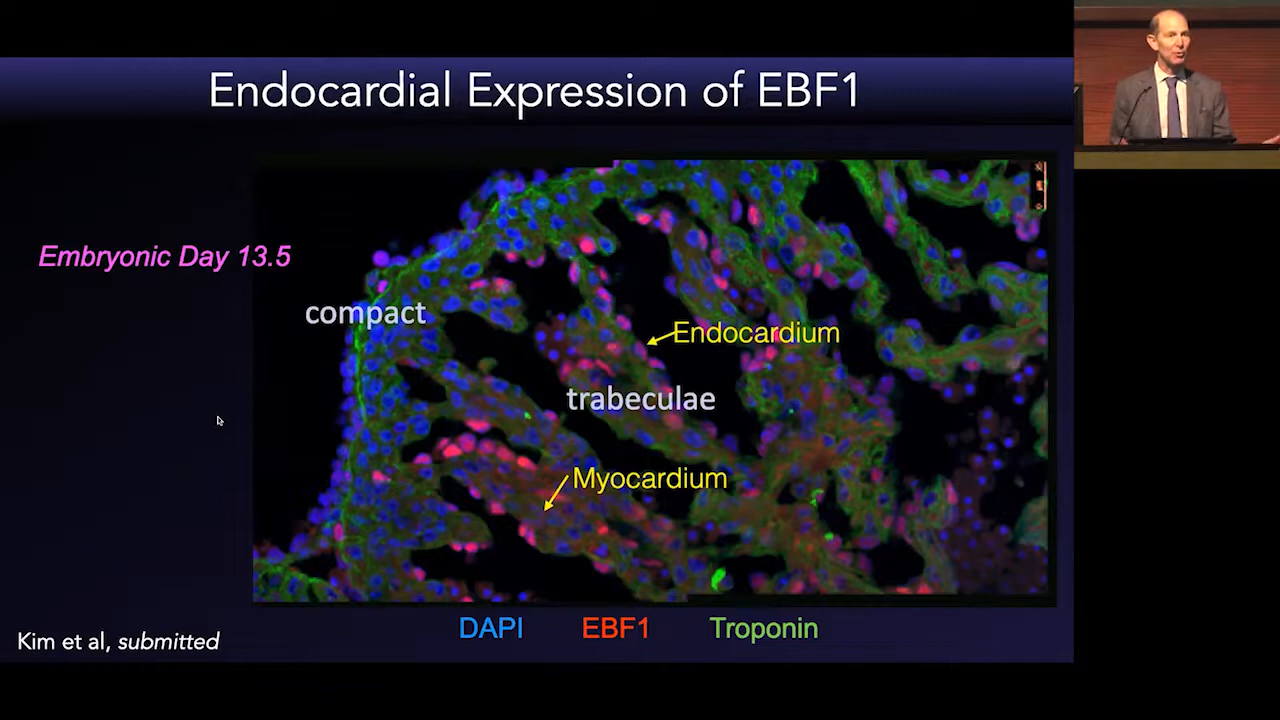 Endocardial Expression of EBF1
Embryonic Day 13.5
compact
Endocardium
trabeculae
Myocardium
DAPI EBF1 Troponin
Kim et al, submitted